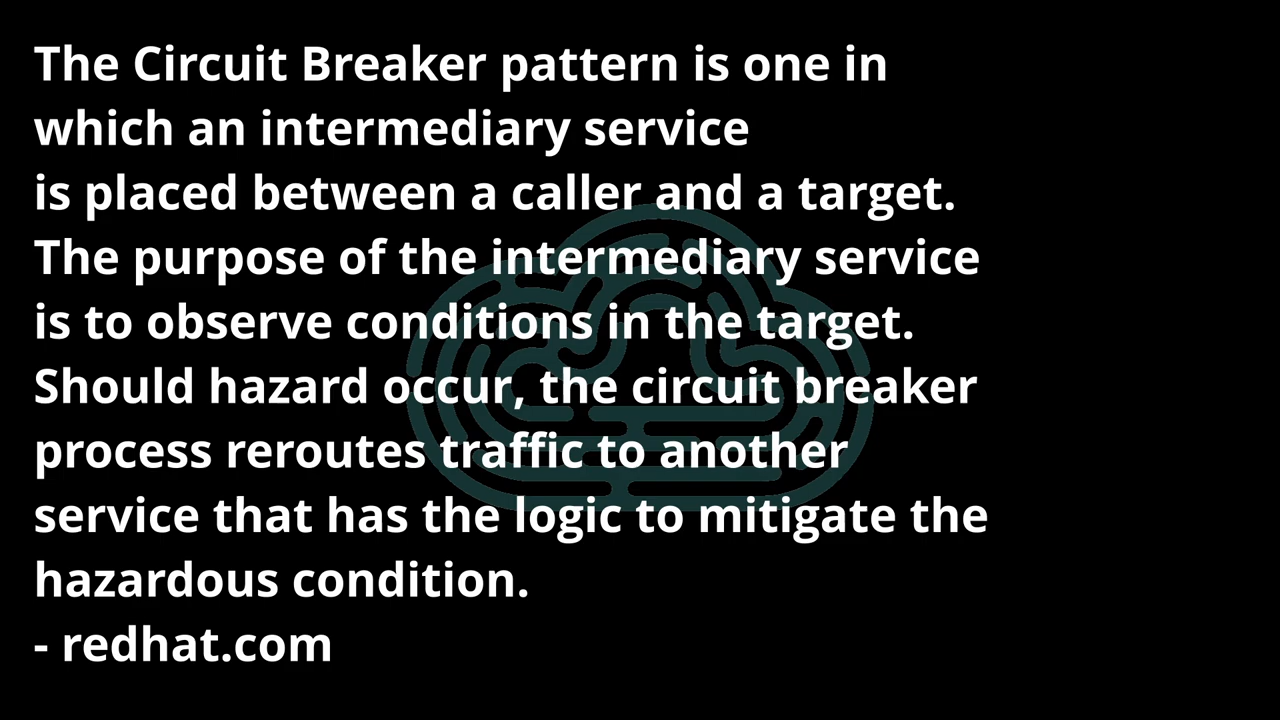 The Circuit Breaker pattern is one in
which an intermediary service
is placed between a caller and a target.
The purpose of the intermediary service
is to observe conditions in the target.
Should hazard occur, the circuit breaker
process reroutes traffic to another
service that has the logic to mitigate the
hazardous condition.
- redhat.com